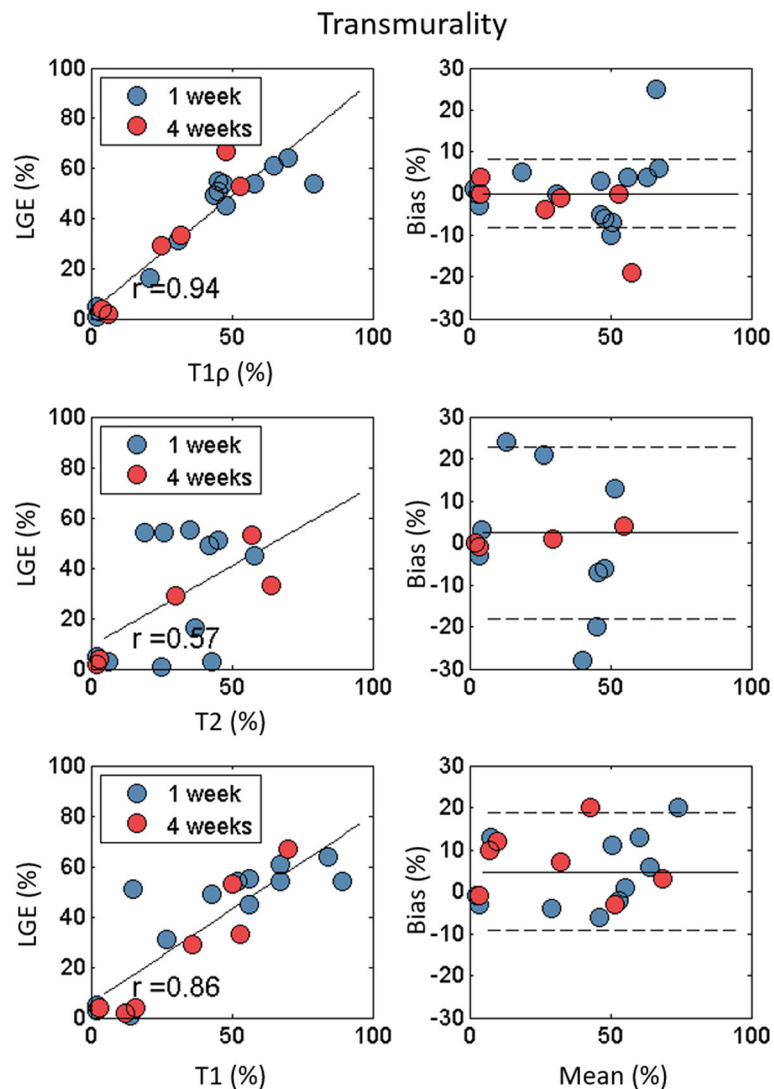 Transmurality
100
80
60
40
20
0
LGE (%)
1 week
4 weeks
r =0.94
0
50
100
T1ρ (%)
30
20
10
0
-10
-20
-30
Bias (%)
0
50
100
100
80
60
40
20
0
LGE (%)
1 week
4 weeks
r =0.57
0
50
100
T2 (%)
30
20
10
0
-10
-20
-30
Bias (%)
0
50
100
100
80
60
40
20
0
LGE (%)
1 week
4 weeks
r =0.86
0
50
100
T1 (%)
30
20
10
0
-10
-20
-30
Bias (%)
0
50
100
Mean (%)